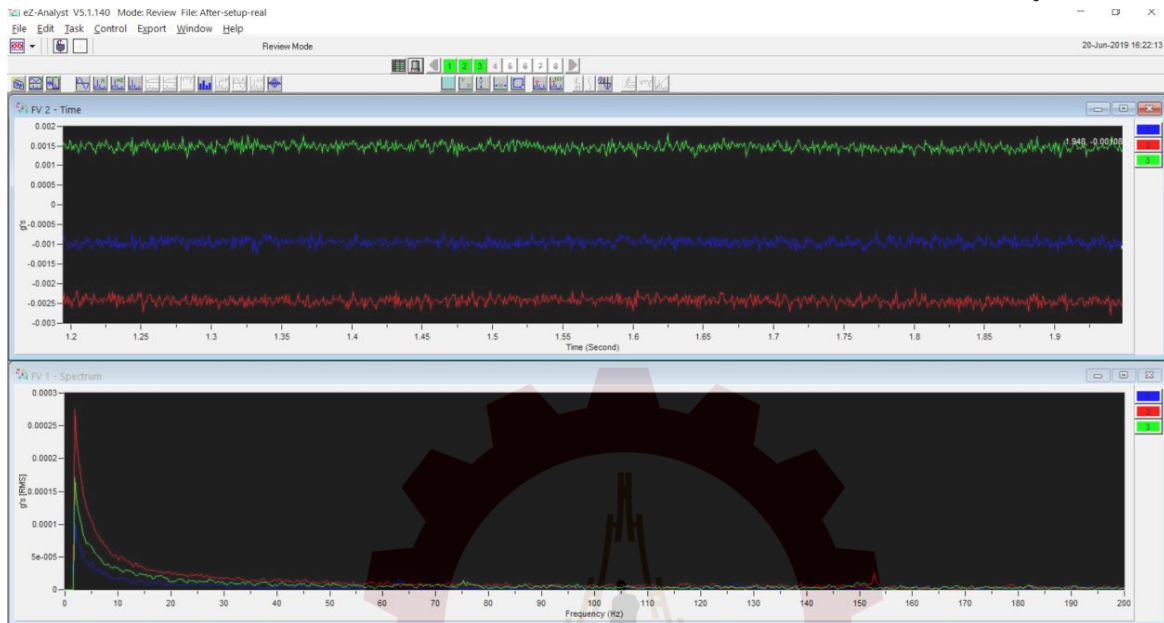 eZ-Analyst V5.1.140 Mode: Review File: After-setup-real
File Edit Task Control Export Window Help
Review Mode
20-Jun-2019 16:22:13
1 2 3 4 5 6 7 8
FV 2 - Time
0.002
0.0015
0.001
0.0005
0
-0.0005
-0.001
-0.0015
-0.002
-0.0025
-0.003
g's
1.948, -0.00108
1
2
3
1.2 1.25 1.3 1.35 1.4 1.45 1.5 1.55 1.6 1.65 1.7 1.75 1.8 1.85 1.9
Time (Second)
FV 1 - Spectrum
0.0003
0.00025
0.0002
0.00015
0.0001
5e-005
0
g's [RMS]
1
2
3
0 10 20 30 40 50 60 70 80 90 100 110 120 130 140 150 160 170 180 190 200
Frequency (Hz)